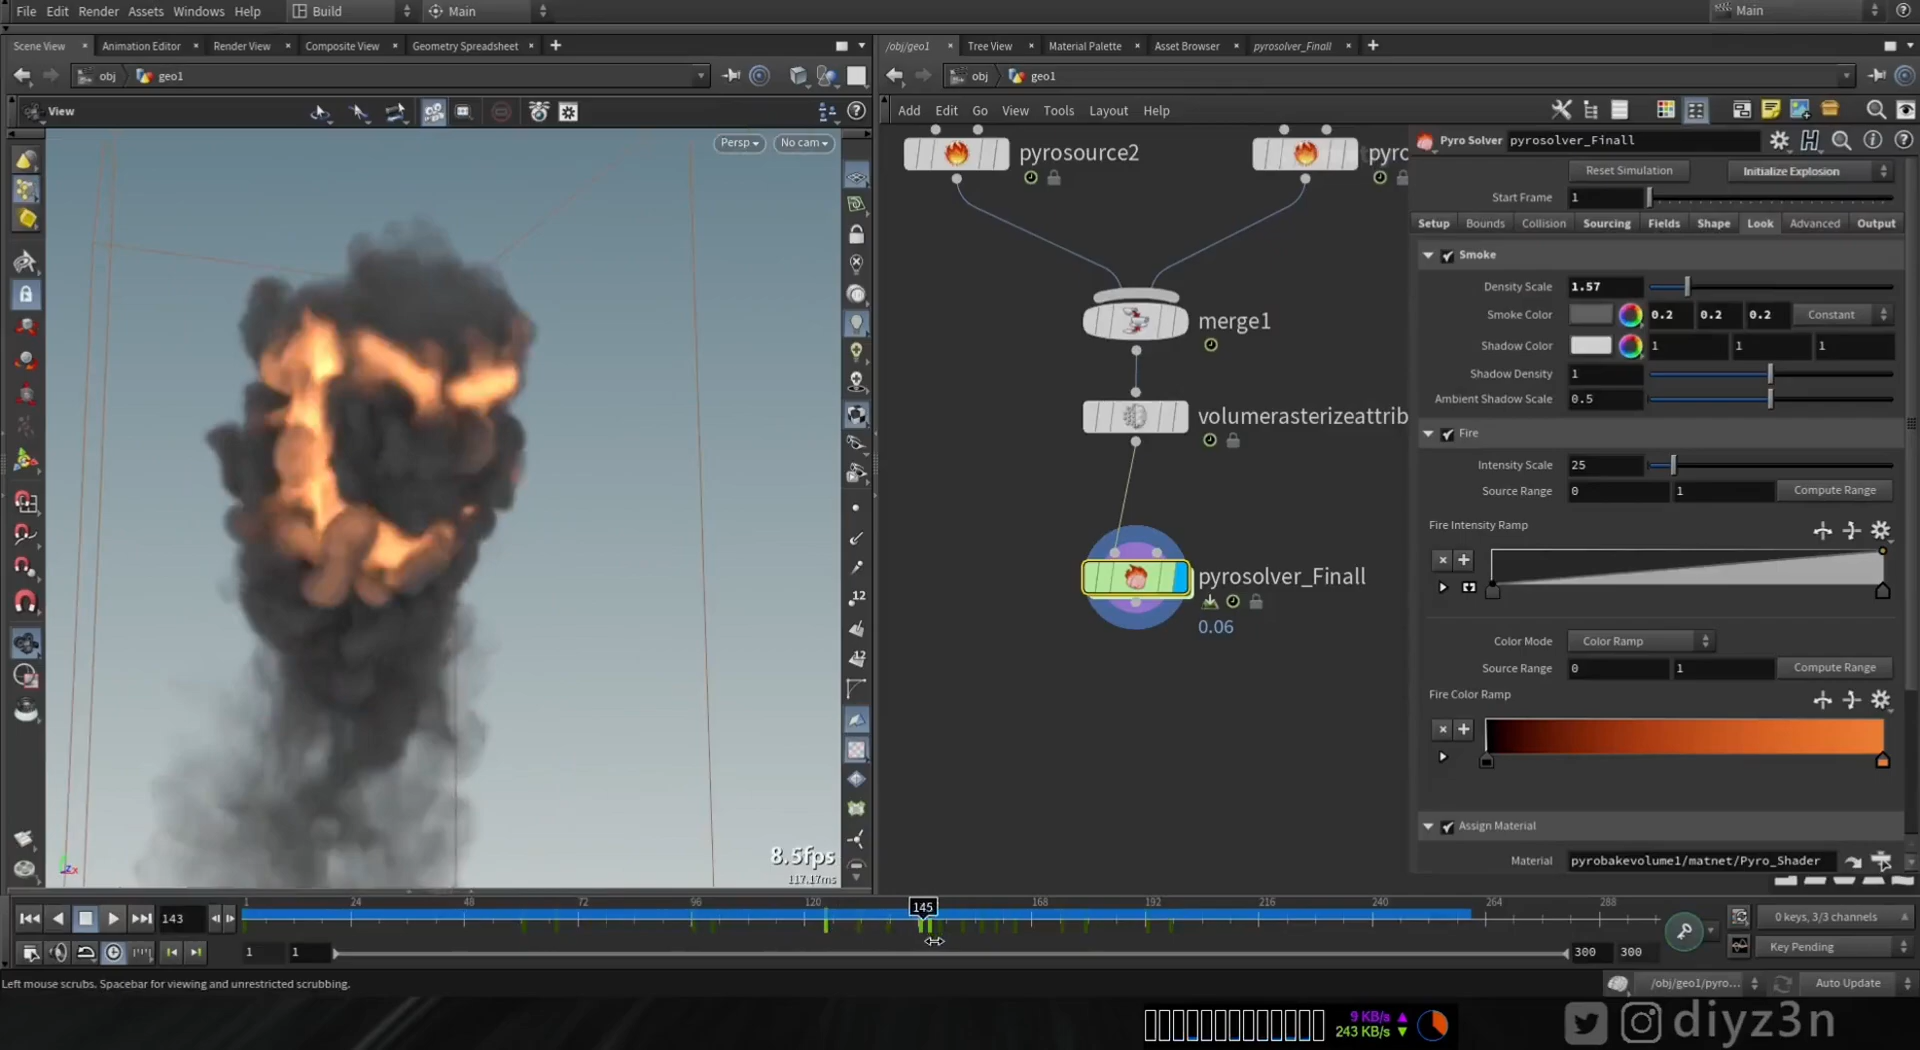 File Edit Render Assets Windows Help Build Main Main
Scene View Animation Editor Render View Composite View Geometry Spreadsheet
/obj/geo1 Tree View Material Palette Asset Browser pyrosolver_Finall
obj geo1
obj geo1
View
Add Edit Go View Tools Layout Help
Persp No cam
pyrosource2
pyro
merge1
volumerasterizeattrib
pyrosolver_Finall
0.06
Pyro Solver pyrosolver_Finall
Reset Simulation Initialize Explosion
Start Frame 1
Setup Bounds Collision Sourcing Fields Shape Look Advanced Output
Smoke
Density Scale 1.57
Smoke Color 0.2 0.2 0.2 Constant
Shadow Color 1 1 1
Shadow Density 1
Ambient Shadow Scale 0.5
Fire
Intensity Scale 25
Source Range 0 1 Compute Range
Fire Intensity Ramp
Color Mode Color Ramp
Source Range 0 1 Compute Range
Fire Color Ramp
Assign Material
Material pyrobakevolume1/matnet/Pyro_Shader
12
12
8.5fps
117.17ms
143 1 24 48 72 96 120 145 168 192 216 240 264 288
0 keys, 3/3 channels
1 1 300 300
Key Pending
Left mouse scrubs. Spacebar for viewing and unrestricted scrubbing.
/obj/geo1/pyro... Auto Update
9 KB/s
243 KB/s
diyz3n